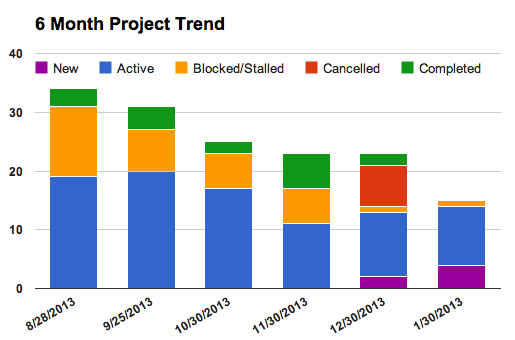 6 Month Project Trend
40
New Active Blocked/Stalled Cancelled Completed
30
20
10
0
8/28/2013 9/25/2013 10/30/2013 11/30/2013 12/30/2013 1/30/2013